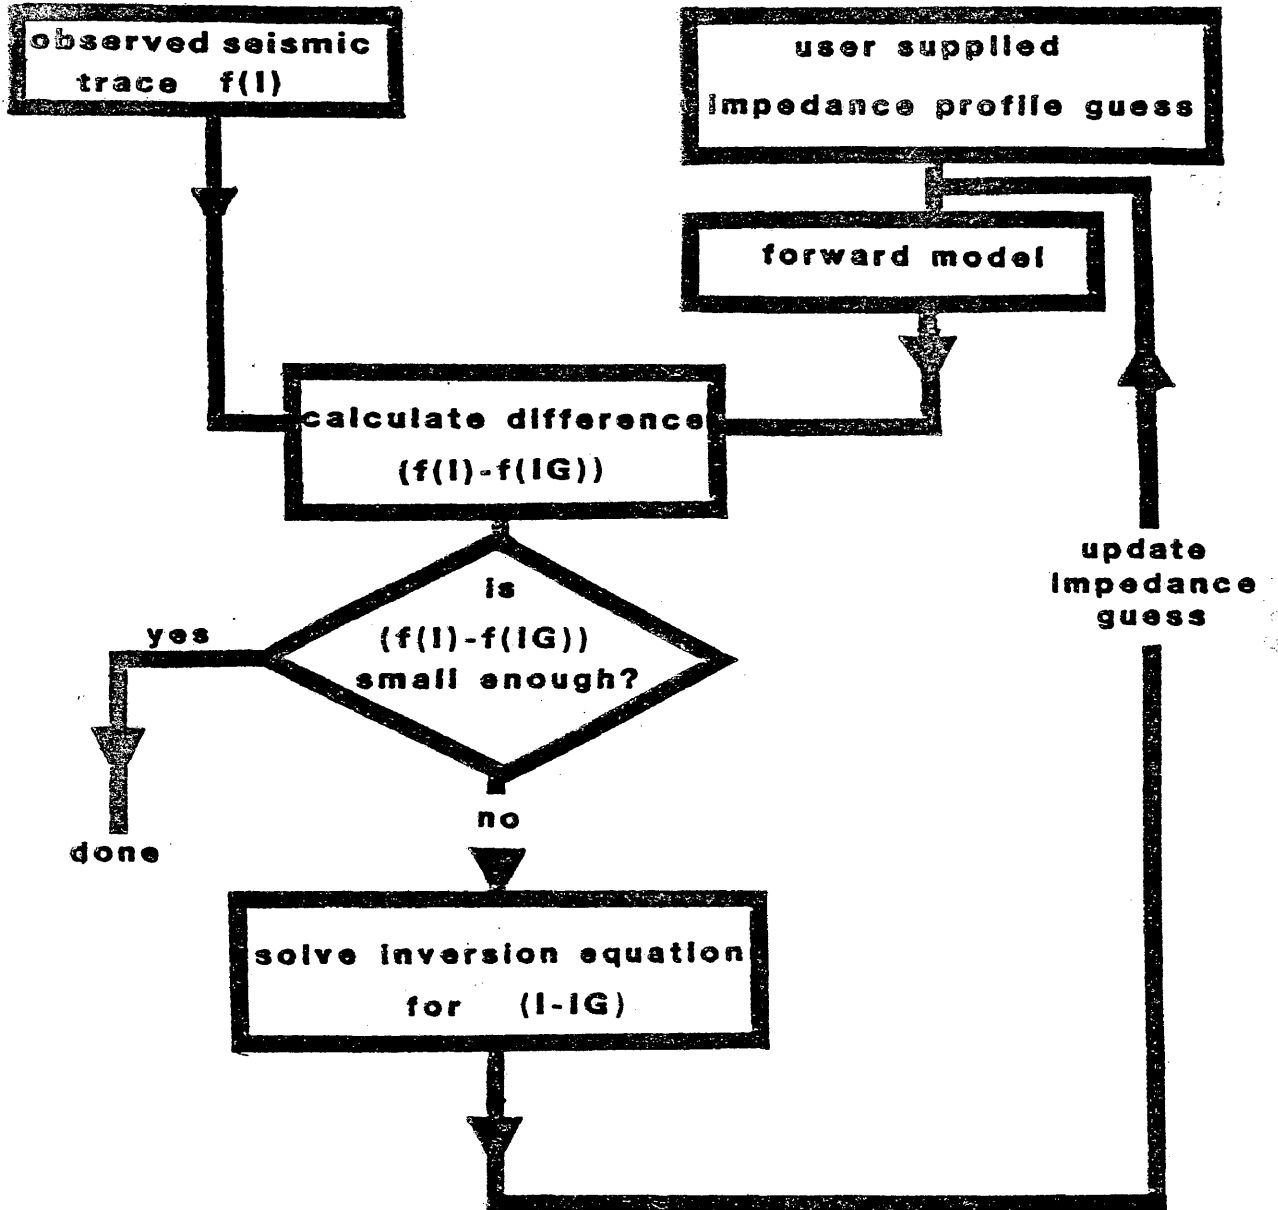 observed seismic
trace f(I)
user supplied
impedance profile guess
forward model
calculate difference
(f(I)-f(IG))
is
(f(I)-f(IG))
small enough?
yes
done
no
solve inversion equation
for (I-IG)
update
impedance
guess